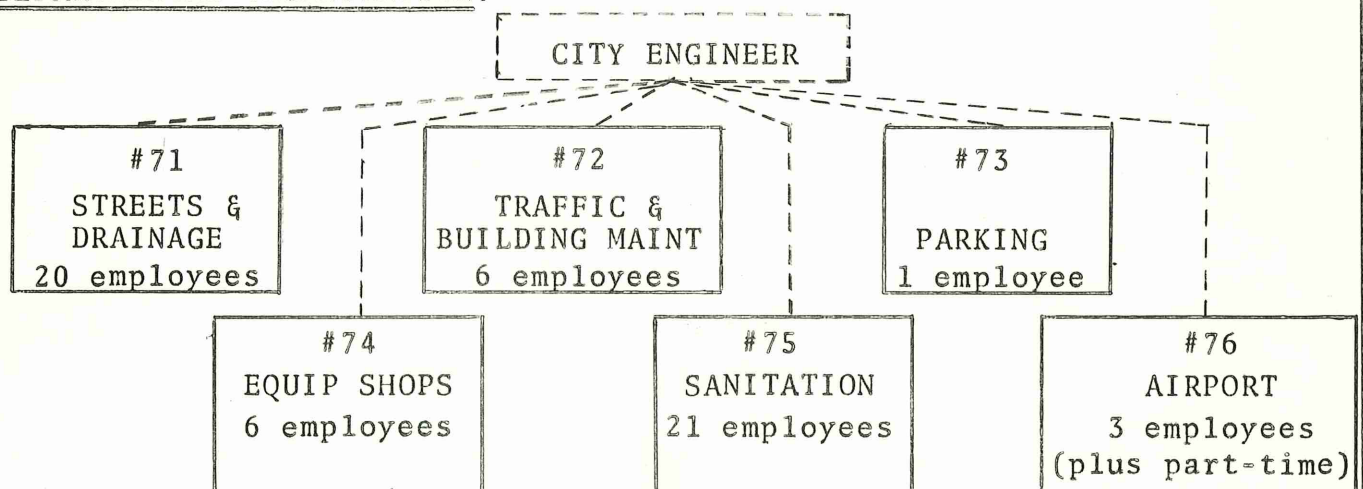 CITY ENGINEER
#71
STREETS &
DRAINAGE
20 employees
#72
TRAFFIC &
BUILDING MAINT
6 employees
#73
PARKING
1 employee
#74
EQUIP SHOPS
6 employees
#75
SANITATION
21 employees
#76
AIRPORT
3 employees
(plus part-time)